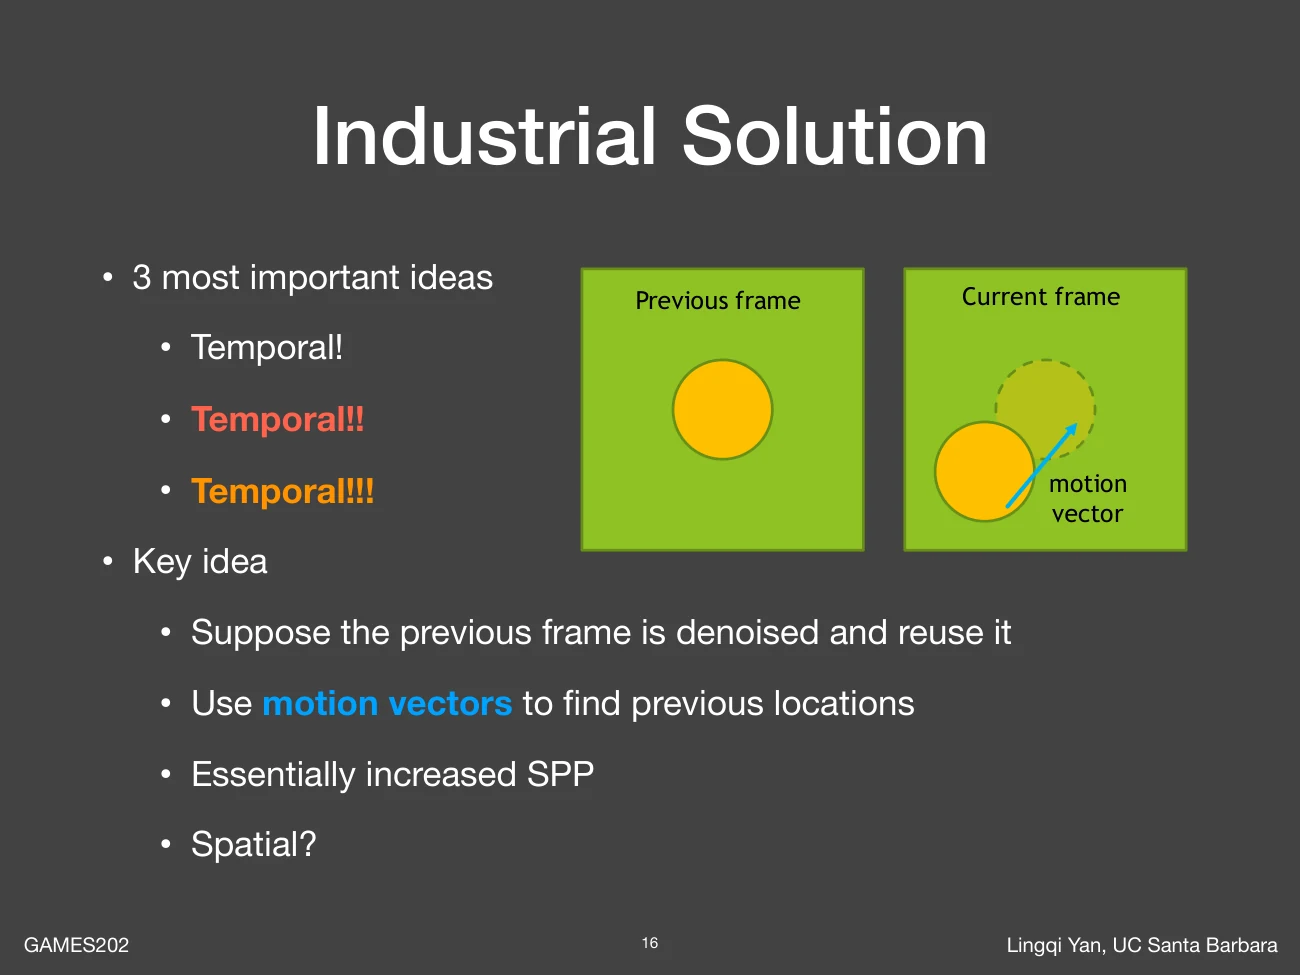 Industrial Solution
• 3 most important ideas
• Temporal!
• Temporal!!
• Temporal!!!
Previous frame
Current frame
motion
vector
• Key idea
• Suppose the previous frame is denoised and reuse it
• Use motion vectors to find previous locations
• Essentially increased SPP
• Spatial?
GAMES202
16
Lingqi Yan, UC Santa Barbara